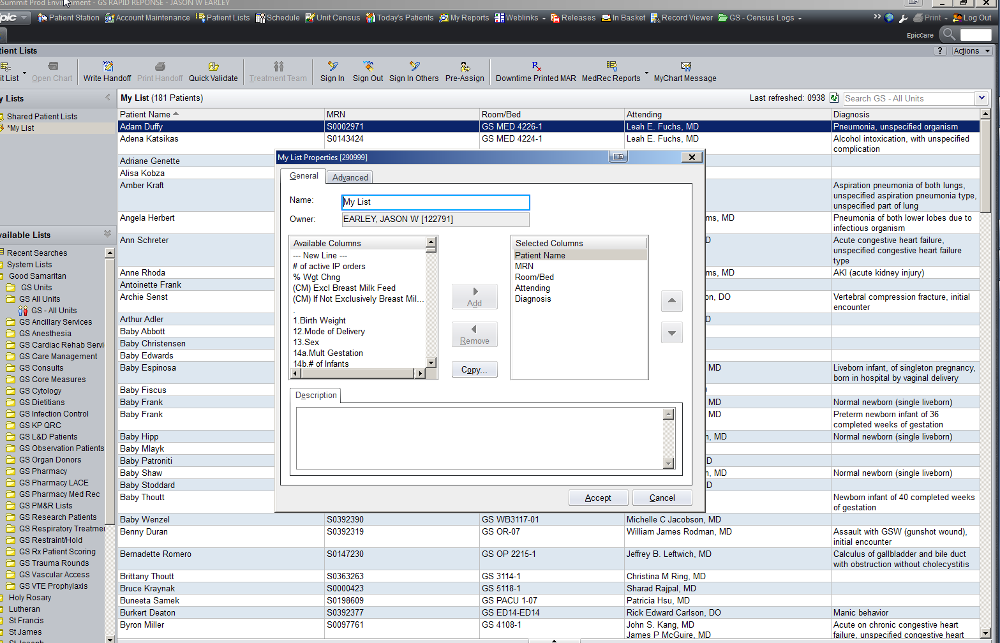 eSummit Prod Environment - GS RAPID REPONSE - JASON W EARLEY
Epic Patient Station Account Maintenance Patient Lists Schedule Unit Census Today's Patients My Reports Weblinks Releases In Basket Record Viewer GS - Census Logs Print Log Out
EpicCare
tient Lists ? Actions
it List Open Chart Write Handoff Print Handoff Quick Validate Treatment Team Sign In Sign Out Sign In Others Pre-Assign Downtime Printed MAR MedRec Reports MyChart Message
y Lists
Shared Patient Lists
*My List
vailable Lists
Recent Searches
System Lists
Good Samaritan
GS Units
GS All Units
GS - All Units
GS Ancillary Services
GS Anesthesia
GS Cardiac Rehab Servi
GS Care Management
GS Consults
GS Core Measures
GS Cytology
GS Dietitians
GS Infection Control
GS KP QRC
GS L&D Patients
GS Observation Patients
GS Organ Donors
GS Pharmacy
GS Pharmacy LACE
GS Pharmacy Med Rec
GS PM&R Lists
GS Research Patients
GS Respiratory Treatmer
GS Restraint/Hold
GS Rx Patient Scoring
GS Trauma Rounds
GS Vascular Access
GS VTE Prophylaxis
Holy Rosary
Lutheran
St Francis
St James
My List (181 Patients) Last refreshed: 0938 Search GS - All Units
Patient Name MRN Room/Bed Attending Diagnosis
Adam Duffy S0002971 GS MED 4226-1 Leah E. Fuchs, MD Pneumonia, unspecified organism
Adena Katsikas S0143424 GS MED 4224-1 Leah E. Fuchs, MD Alcohol intoxication, with unspecified
complication
Adriane Genette
Alisa Kobza
Amber Kraft Aspiration pneumonia of both lungs,
unspecified aspiration pneumonia type,
unspecified part of lung
Angela Herbert ms, MD Pneumonia of both lower lobes due to
infectious organism
Ann Schreter D Acute congestive heart failure,
unspecified congestive heart failure
type
Anne Rhoda ms, MD AKI (acute kidney injury)
Antoinette Frank
Archie Senst on, DO Vertebral compression fracture, initial
encounter
Arthur Adler D
Baby Abbott
Baby Christensen
Baby Edwards
Baby Espinosa MD Liveborn infant, of singleton pregnancy,
born in hospital by vaginal delivery
Baby Fiscus
Baby Frank MD Normal newborn (single liveborn)
Baby Frank MD Preterm newborn infant of 36
completed weeks of gestation
Baby Hipp h, MD Normal newborn (single liveborn)
Baby Mlayk
Baby Patroniti D
Baby Shaw h, MD Normal newborn (single liveborn)
Baby Stoddard D
Baby Thoutt Newborn infant of 40 completed weeks
of gestation
Baby Wenzel S0392390 GS WB3117-01 Michelle C Jacobson, MD
Benny Duran S0392319 GS OR-07 William James Rodman, MD Assault with GSW (gunshot wound),
initial encounter
Bernadette Romero S0147230 GS OP 2215-1 Jeffrey B. Leftwich, MD Calculus of gallbladder and bile duct
with obstruction without cholecystitis
Brittany Thoutt S0363263 GS 3114-1 Christina M Ring, MD
Bruce Kraynak S0000423 GS 5118-1 Sharad Rajpal, MD
Buneeta Samek S0198609 GS PACU 1-07 Patricia Hsu, MD
Burkert Deaton S0392377 GS ED14-ED14 Rick Edward Carlson, DO Manic behavior
Byron Miller S0097761 GS 4108-1 John S. Kang, MD Acute on chronic congestive heart
James P McGuire, MD failure, unspecified congestive heart
My List Properties [290999]
General Advanced
Name: My List
Owner: EARLEY, JASON W [122791]
Available Columns
--- New Line ---
# of active IP orders
% Wgt Chng
(CM) Excl Breast Milk Feed
(CM) If Not Exclusively Breast Mil...
.
1.Birth Weight
12.Mode of Delivery
13.Sex
14a.Mult Gestation
14b.# of Infants
Add
Remove
Copy...
Selected Columns
Patient Name
MRN
Room/Bed
Attending
Diagnosis
Description
Accept Cancel